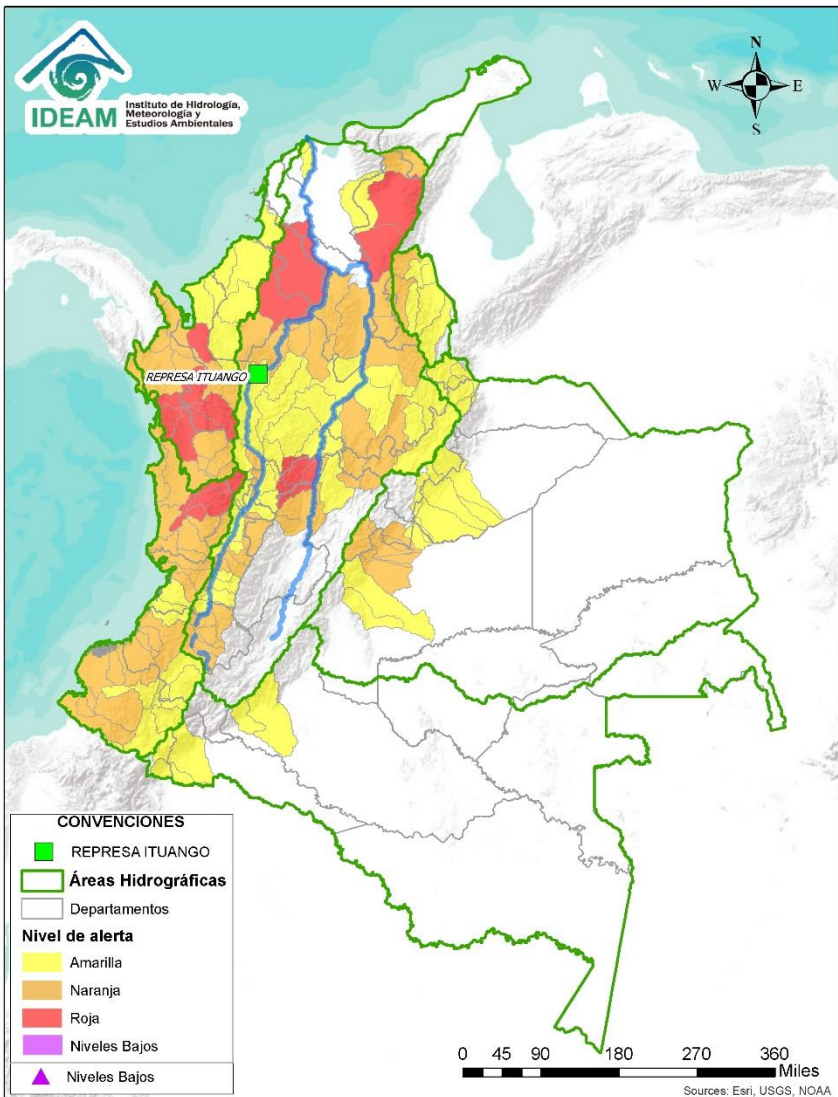 IDEAM
Instituto de Hidrología,
Meteorología y
Estudios Ambientales
N
W
E
S
REPRESA ITUANGO
CONVENCIONES
REPRESA ITUANGO
Áreas Hidrográficas
Departamentos
Nivel de alerta
Amarilla
Naranja
Roja
Niveles Bajos
Niveles Bajos
0 45 90 180 270 360
Miles
Sources: Esri, USGS, NOAA